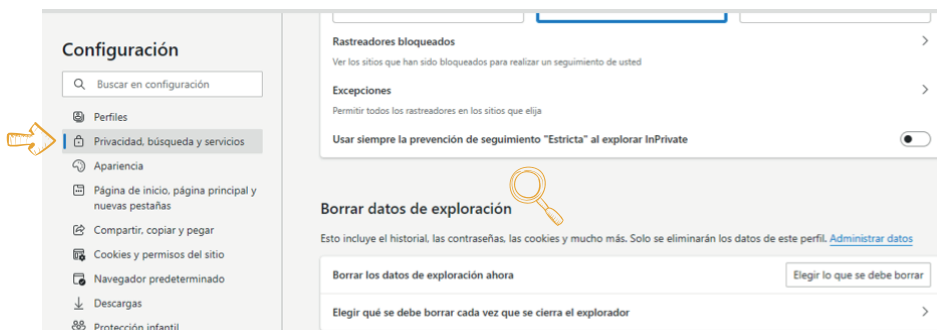 Configuración
Buscar en configuración
Perfiles
Privacidad, búsqueda y servicios
Apariencia
Página de inicio, página principal y
nuevas pestañas
Compartir, copiar y pegar
Cookies y permisos del sitio
Navegador predeterminado
Descargas
Protección infantil
Rastreadores bloqueados
Ver los sitios que han sido bloqueados para realizar un seguimiento de usted
Excepciones
Permitir todos los rastreadores en los sitios que elija
Usar siempre la prevención de seguimiento "Estricta" al explorar InPrivate
Borrar datos de exploración
Esto incluye el historial, las contraseñas, las cookies y mucho más. Solo se eliminarán los datos de este perfil. Administrar datos
Borrar los datos de exploración ahora
Elegir lo que se debe borrar
Elegir qué se debe borrar cada vez que se cierra el explorador